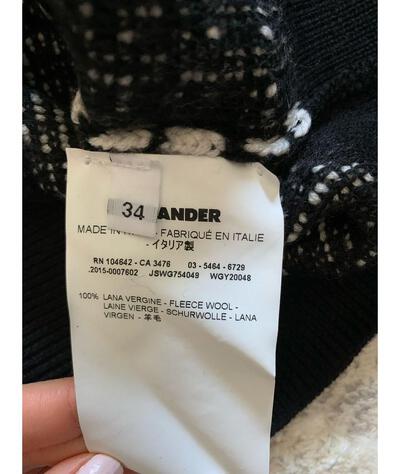 34
ANDER
MADE IN - FABRIQUÉ EN ITALIE
- イタリア製
RN 104642 - CA 3476 03 - 5464 - 6729
.2015-0007602 JSWG754049 WGY20048
100% LANA VERGINE - FLEECE WOOL -
LAINE VIERGE - SCHURWOLLE - LANA
VIRGEN - 羊毛